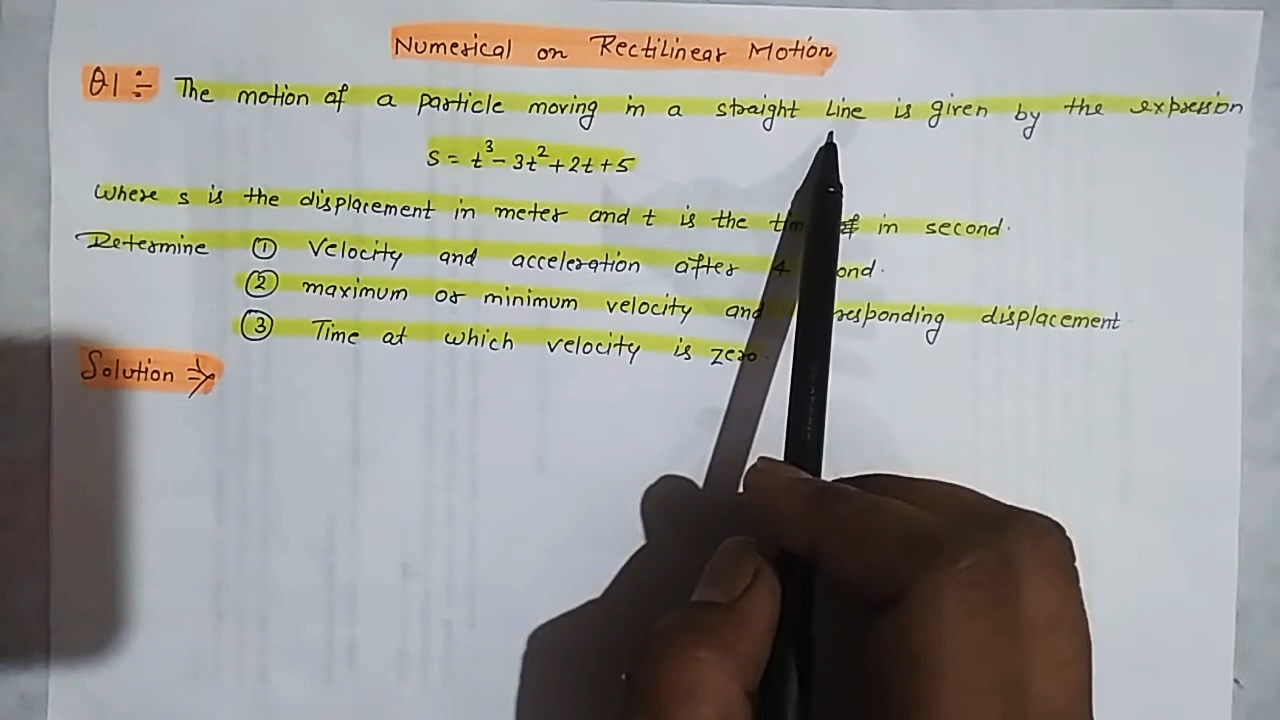 Numerical on Rectilinear Motion
Q1 :- The motion of a particle moving in a straight Line is given by the expression
s = t³ - 3t² + 2t + 5
where s is the displacement in meter and t is the in second.
Determine ① Velocity and acceleration after 4
② maximum or minimum velocity and displacement.
③ Time at which velocity is zero.
Solution ⇒